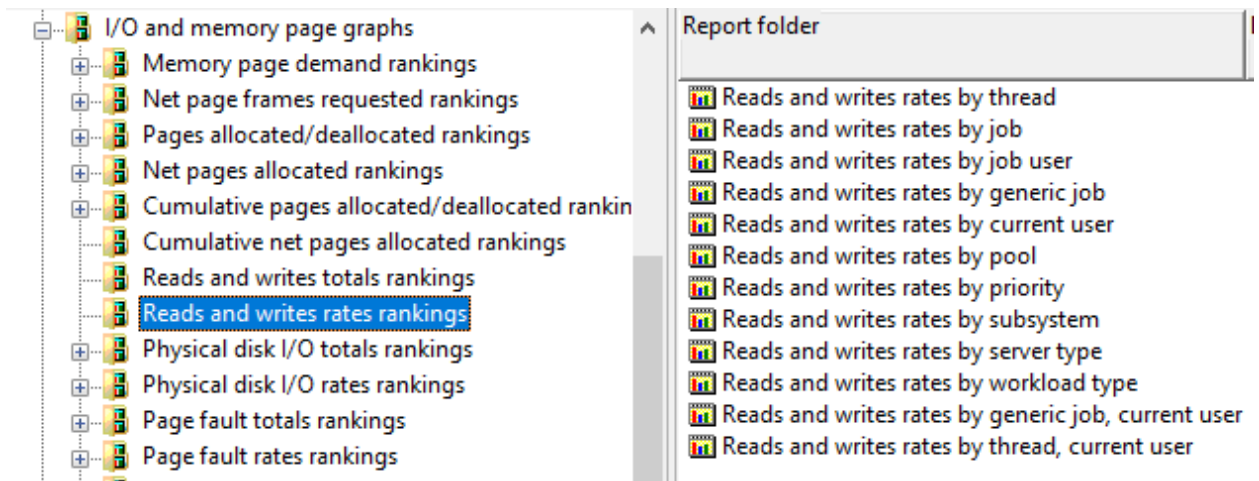 I/O and memory page graphs
Memory page demand rankings
Net page frames requested rankings
Pages allocated/deallocated rankings
Net pages allocated rankings
Cumulative pages allocated/deallocated rankin
Cumulative net pages allocated rankings
Reads and writes totals rankings
Reads and writes rates rankings
Physical disk I/O totals rankings
Physical disk I/O rates rankings
Page fault totals rankings
Page fault rates rankings
Report folder
Reads and writes rates by thread
Reads and writes rates by job
Reads and writes rates by job user
Reads and writes rates by generic job
Reads and writes rates by current user
Reads and writes rates by pool
Reads and writes rates by priority
Reads and writes rates by subsystem
Reads and writes rates by server type
Reads and writes rates by workload type
Reads and writes rates by generic job, current user
Reads and writes rates by thread, current user